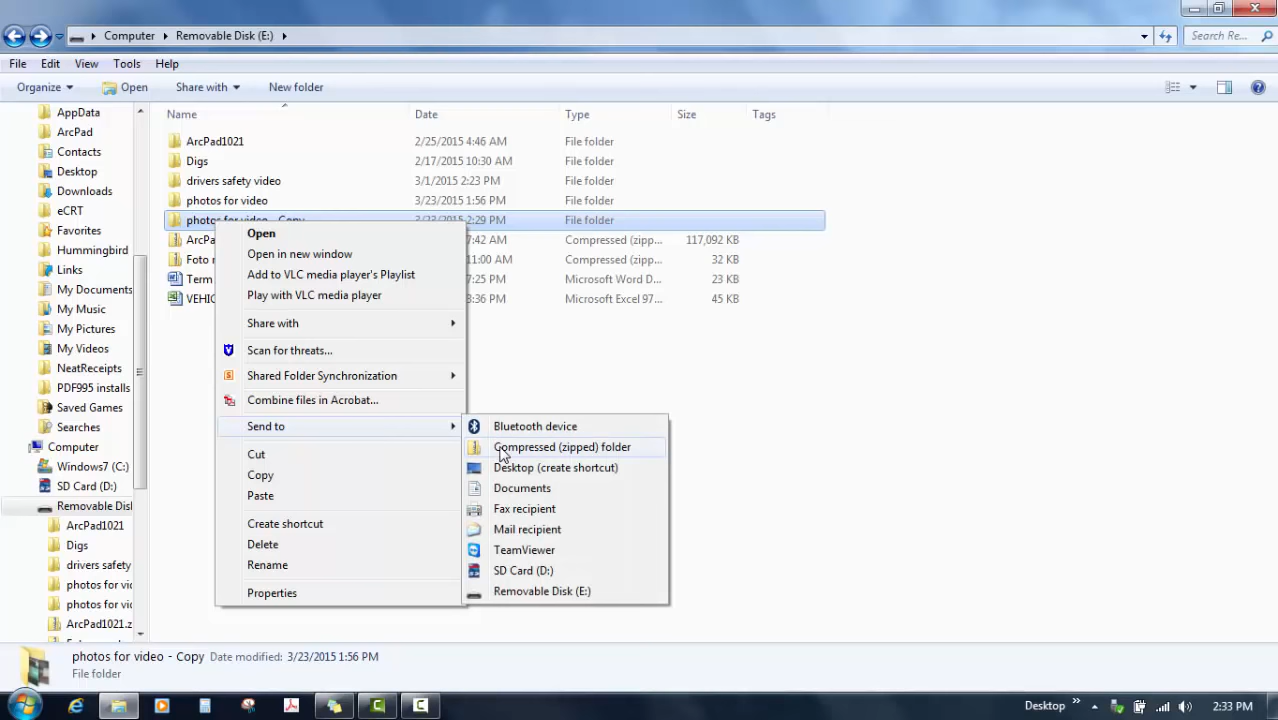 Computer Removable Disk (E:) Search Re...
File Edit View Tools Help
Organize Open Share with New folder
AppData
ArcPad
Contacts
Desktop
Downloads
eCRT
Favorites
Hummingbird
Links
My Documents
My Music
My Pictures
My Videos
NeatReceipts
PDF995 installs
Saved Games
Searches
Computer
Windows7 (C:)
SD Card (D:)
Removable Disk
ArcPad1021
Digs
drivers safety
photos for vi
photos for vi
ArcPad1021.z
Name Date Type Size Tags
ArcPad1021 2/25/2015 4:46 AM File folder
Digs 2/17/2015 10:30 AM File folder
drivers safety video 3/1/2015 2:23 PM File folder
photos for video 3/23/2015 1:56 PM File folder
photos for video - Copy 3/23/2015 2:29 PM File folder
ArcPa 7:42 AM Compressed (zipp... 117,092 KB
Foto 11:00 AM Compressed (zipp... 32 KB
Term 7:25 PM Microsoft Word D... 23 KB
VEHIC 3:36 PM Microsoft Excel 97... 45 KB
Open
Open in new window
Add to VLC media player's Playlist
Play with VLC media player
Share with
Scan for threats...
Shared Folder Synchronization
Combine files in Acrobat...
Send to
Cut
Copy
Paste
Create shortcut
Delete
Rename
Properties
Bluetooth device
Compressed (zipped) folder
Desktop (create shortcut)
Documents
Fax recipient
Mail recipient
TeamViewer
SD Card (D:)
Removable Disk (E:)
photos for video - Copy Date modified: 3/23/2015 1:56 PM
File folder
Desktop 2:33 PM